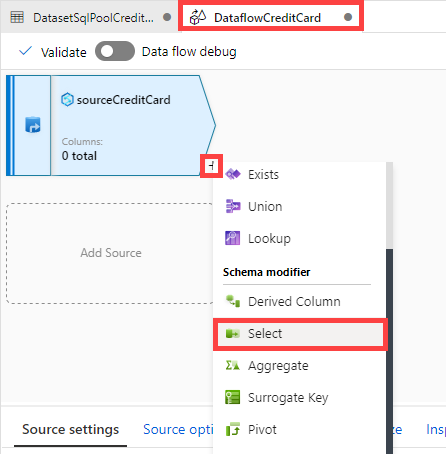 DatasetSqlPoolCredit...
DataflowCreditCard
Validate
Data flow debug
sourceCreditCard
Columns:
0 total
Add Source
Exists
Union
Lookup
Schema modifier
Derived Column
Select
Aggregate
Surrogate Key
Pivot
Source settings
Source opti
ze
Insp